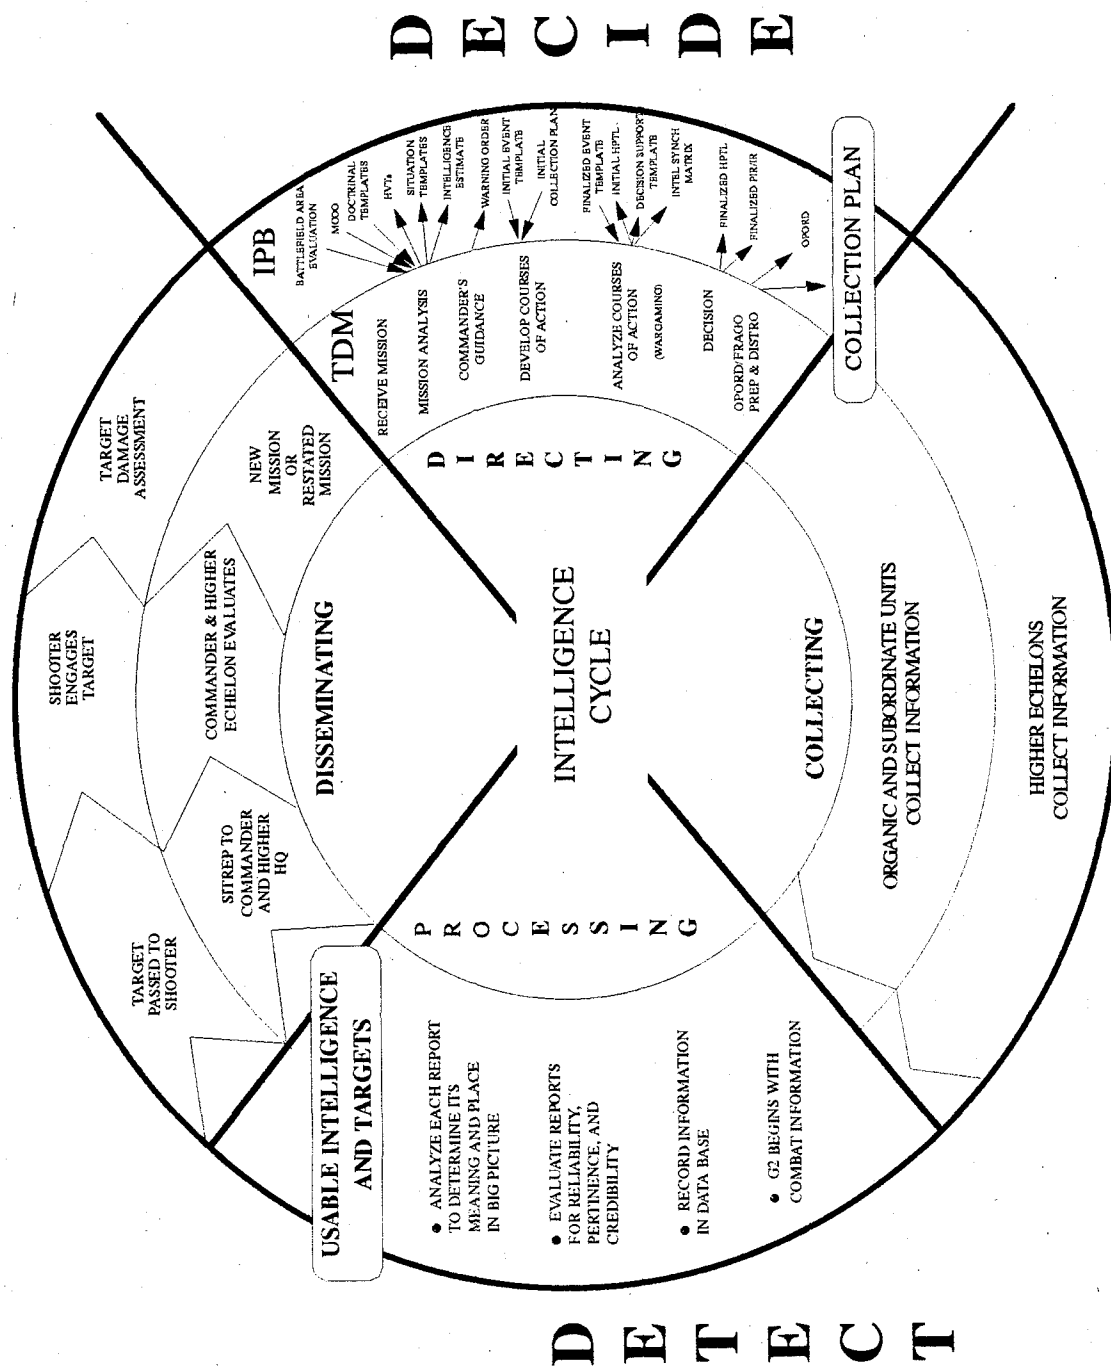 DECIDE
IPB
BATTLEFIELD AREA
EVALUATION
MCOO
DOCTRINAL
TEMPLATES
HVTs
SITUATION
TEMPLATES
INTELLIGENCE
ESTIMATE
WARNING ORDER
INITIAL EVENT
TEMPLATE
INITIAL
COLLECTION PLAN
FINALIZED EVENT
TEMPLATE
INITIAL HPTL
DECISION SUPPORT
TEMPLATE
INTEL SYNCH
MATRIX
FINALIZED HPTL
FINALIZED PIR/IR
OPORD
TDM
RECEIVE MISSION
MISSION ANALYSIS
COMMANDER'S
GUIDANCE
DEVELOP COURSES
OF ACTION
ANALYZE COURSES
OF ACTION
(WARGAMING)
DECISION
OPORD/FRAGO
PREP & DISTRO
DIRECTING
COLLECTION PLAN
TARGET
DAMAGE
ASSESSMENT
NEW
MISSION
OR
RESTATED
MISSION
SHOOTER
ENGAGES
TARGET
COMMANDER & HIGHER
ECHELON EVALUATES
DISSEMINATING
INTELLIGENCE
CYCLE
COLLECTING
ORGANIC AND SUBORDINATE UNITS
COLLECT INFORMATION
HIGHER ECHELONS
COLLECT INFORMATION
TARGET
PASSED TO
SHOOTER
SITREP TO
COMMANDER
AND HIGHER
HQ
PROCESSING
USABLE INTELLIGENCE
AND TARGETS
● ANALYZE EACH REPORT
TO DETERMINE ITS
MEANING AND PLACE
IN BIG PICTURE
● EVALUATE REPORTS
FOR RELIABILITY,
PERTINENCE, AND
CREDIBILITY
● RECORD INFORMATION
IN DATA BASE
● G2 BEGINS WITH
COMBAT INFORMATION
DETECT